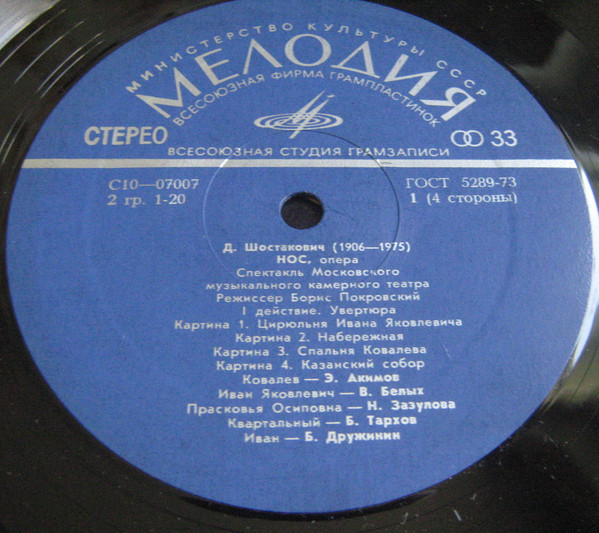 МИНИСТЕРСТВО КУЛЬТУРЫ СССР
МЕЛОДИЯ
ВСЕСОЮЗНАЯ ФИРМА ГРАМПЛАСТИНОК
СТЕРЕО
33
ВСЕСОЮЗНАЯ СТУДИЯ ГРАМЗАПИСИ
С10—07007
ГОСТ 5289-73
2 гр. 1-20
1 (4 стороны)
Д. Шостакович (1906—1975)
НОС, опера
Спектакль Московского
музыкального камерного театра
Режиссер Борис Покровский
I действие. Увертюра
Картина 1. Цирюльня Ивана Яковлевича
Картина 2. Набережная
Картина 3. Спальня Ковалева
Картина 4. Казанский собор
Ковалев — Э. Акимов
Иван Яковлевич — В. Белых
Прасковья Осиповна — Н. Зазулова
Квартальный — Б. Тархов
Иван — Б. Дружинин